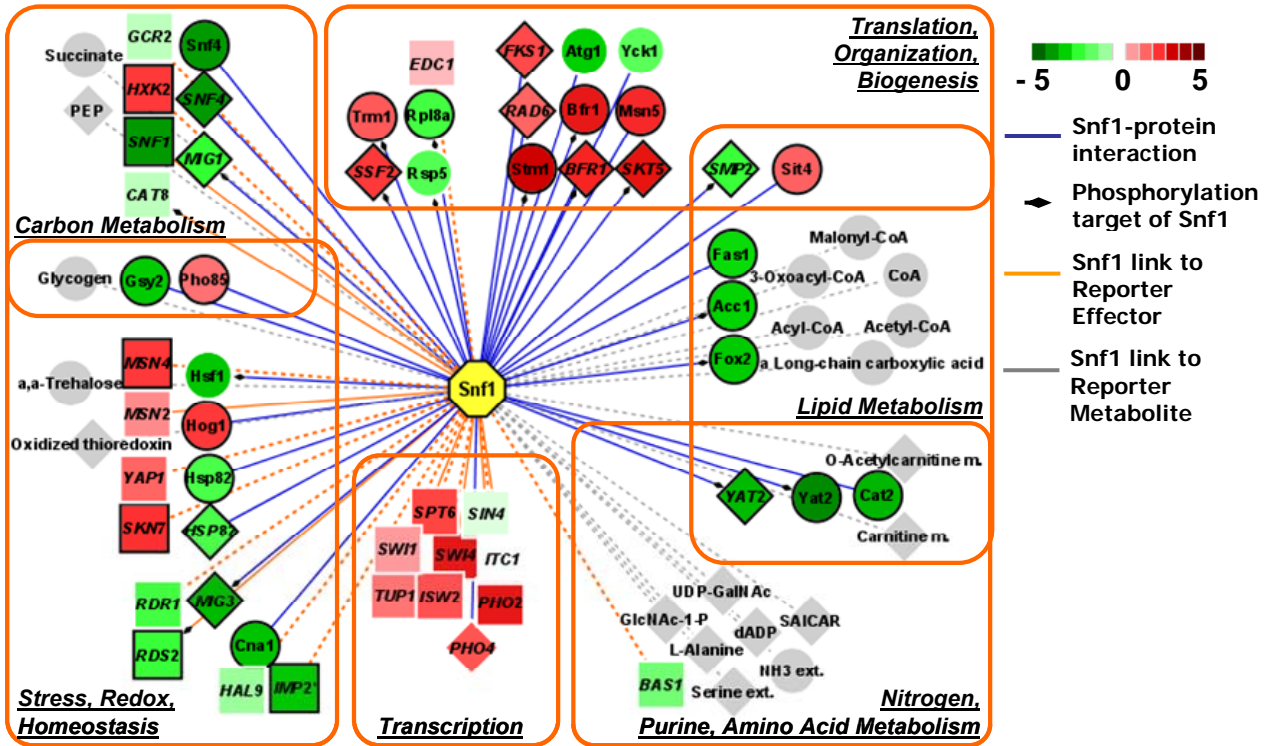 GCR2
Snf4
Succinate
HXK2
SNF4
PEP
SNF1
MIG1
CAT8
Carbon Metabolism
Glycogen
Gsy2
Pho85
Translation,
Organization,
Biogenesis
EDC1
FKS1
Atg1
Yck1
Trm1
Rpl8a
RAD6
Bfr1
Msn5
SSF2
Rsp5
Stm1
BFR1
SKT5
SMP2
Sit4
Fas1
Malonyl-CoA
3-Oxoacyl-CoA
CoA
Acc1
Acyl-CoA
Acetyl-CoA
Fox2
a Long-chain carboxylic acid
Lipid Metabolism
Snf1
MSN4
Hsf1
a,a-Trehalose
MSN2
Hog1
Oxidized thioredoxin
YAP1
Hsp82
SKN7
HSP82
RDR1
MIG3
RDS2
Cna1
HAL9
IMP2'
Stress, Redox,
Homeostasis
SPT6
SIN4
SWI1
SWI4
ITC1
TUP1
ISW2
PHO2
PHO4
Transcription
O-Acetylcarnitine m.
YAT2
Yat2
Cat2
Carnitine m.
UDP-GalNAc
GlcNAc-1-P
dADP
SAICAR
L-Alanine
NH3 ext.
BAS1
Serine ext.
Nitrogen,
Purine, Amino Acid Metabolism
-5 0 5
Snf1-protein
interaction
Phosphorylation
target of Snf1
Snf1 link to
Reporter
Effector
Snf1 link to
Reporter
Metabolite